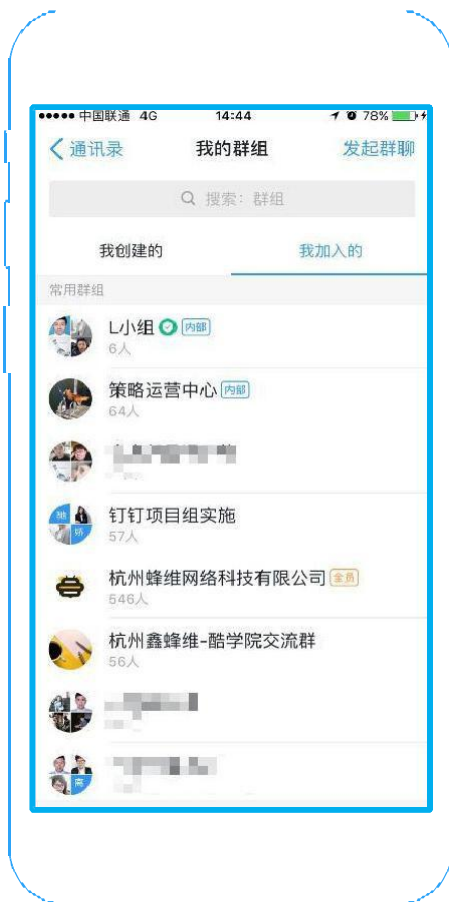 中国联通 4G 14:44 78%
通讯录 我的群组 发起群聊
搜索：群组
我创建的 我加入的
常用群组
L小组 内部
6人
策略运营中心 内部
64人
钉钉项目组实施
57人
杭州蜂维网络科技有限公司 全员
546人
杭州鑫蜂维-酷学院交流群
56人